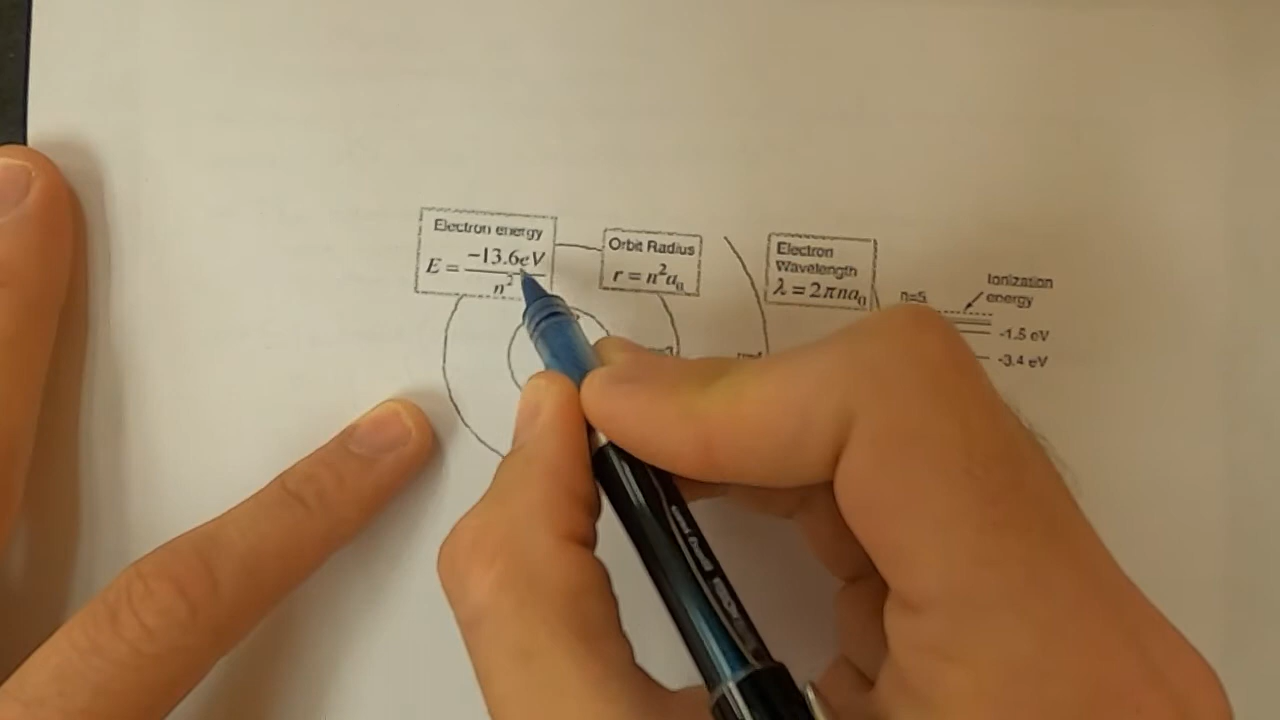 Electron energy
E = -13.6eV / n²
Orbit Radius
r = n²a₀
Electron
Wavelength
λ = 2πna₀
n=5
Ionization
energy
-1.5 eV
-3.4 eV